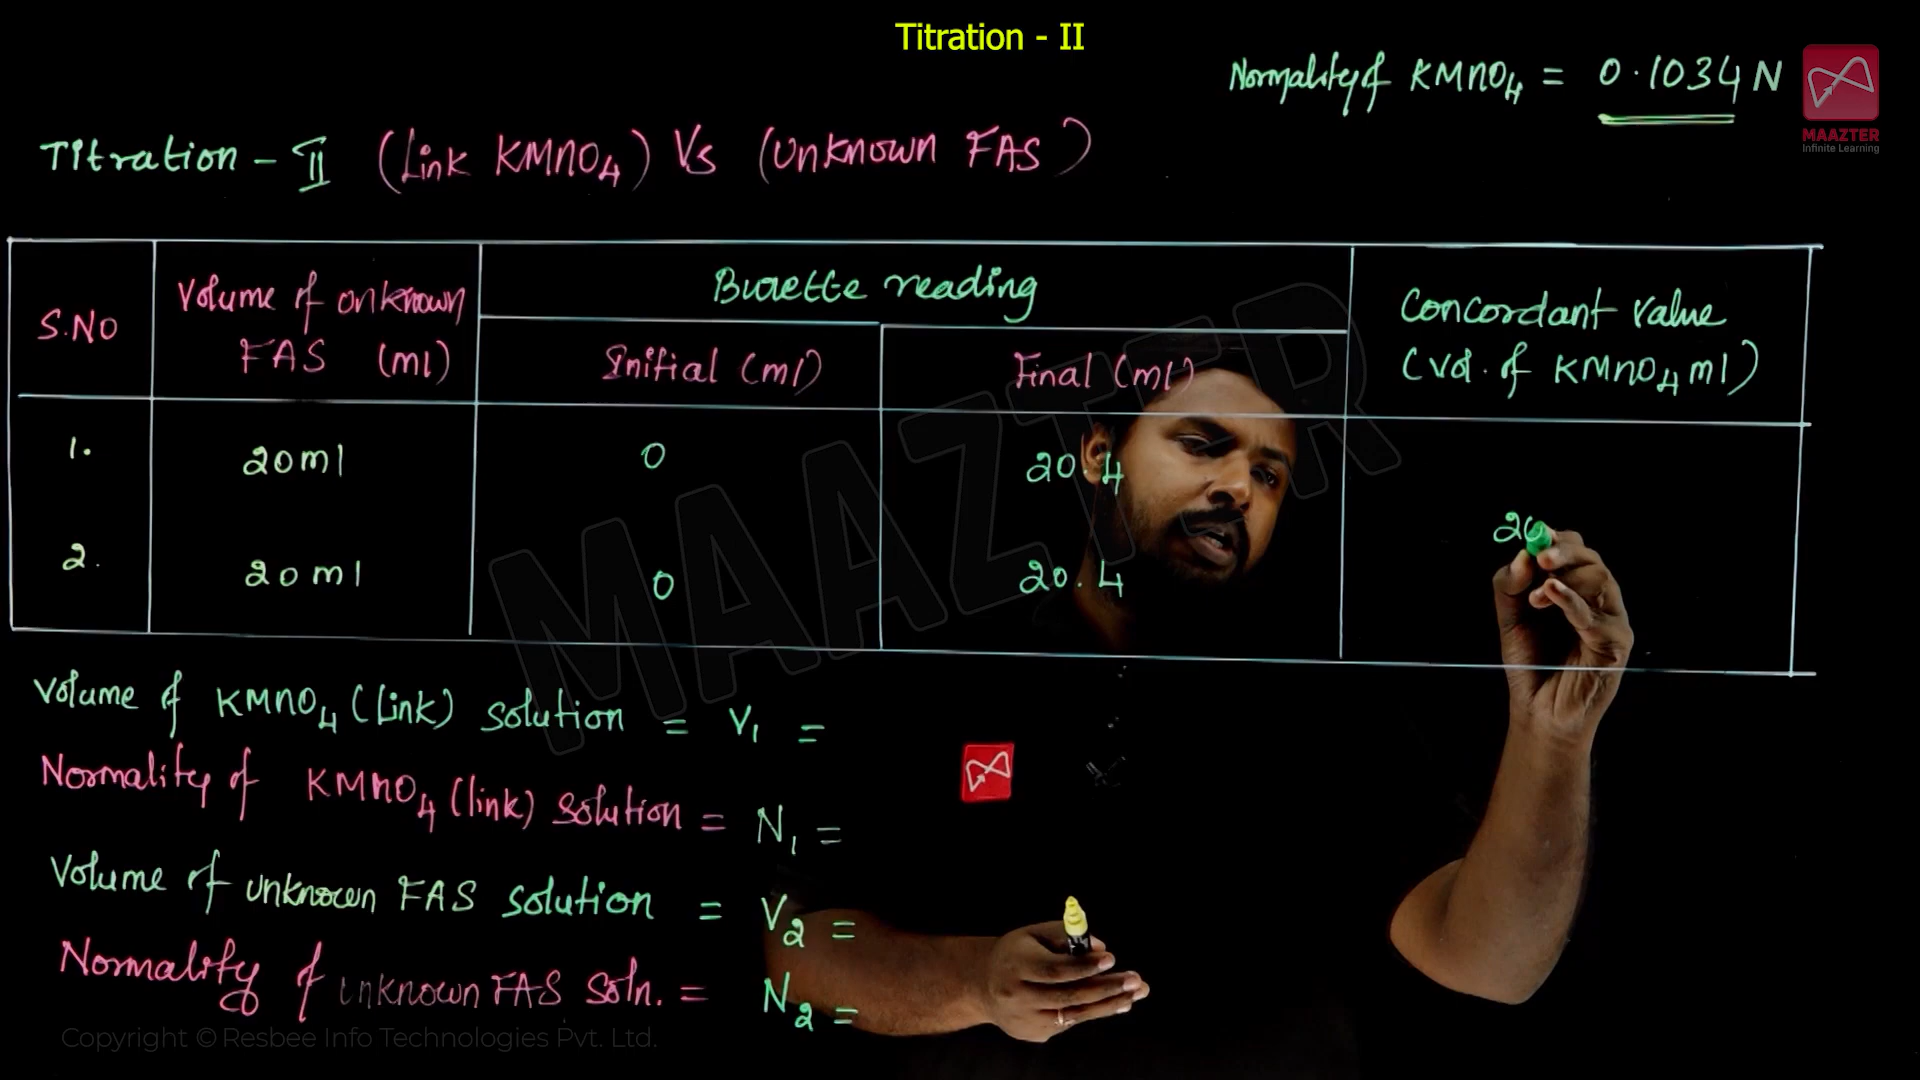 Titration - II
Normality of KMnO4 = 0.1034 N
MAAZTER
Infinite Learning
Titration - II (Link KMnO4) Vs (Unknown FAS)
S.NO
Volume of unknown FAS (ml)
Burette reading
Initial (ml)
Final (ml)
Concordant value
(Vol. of KMnO4 ml)
1. 20ml 0 20.4
2. 20ml 0 20.4
20
MAAZTER
Volume of KMnO4 (Link) solution = V1 =
Normality of KMnO4 (link) solution = N1 =
Volume of unknown FAS solution = V2 =
Normality of unknown FAS soln. = N2 =
Copyright © Resbee Info Technologies Pvt. Ltd.